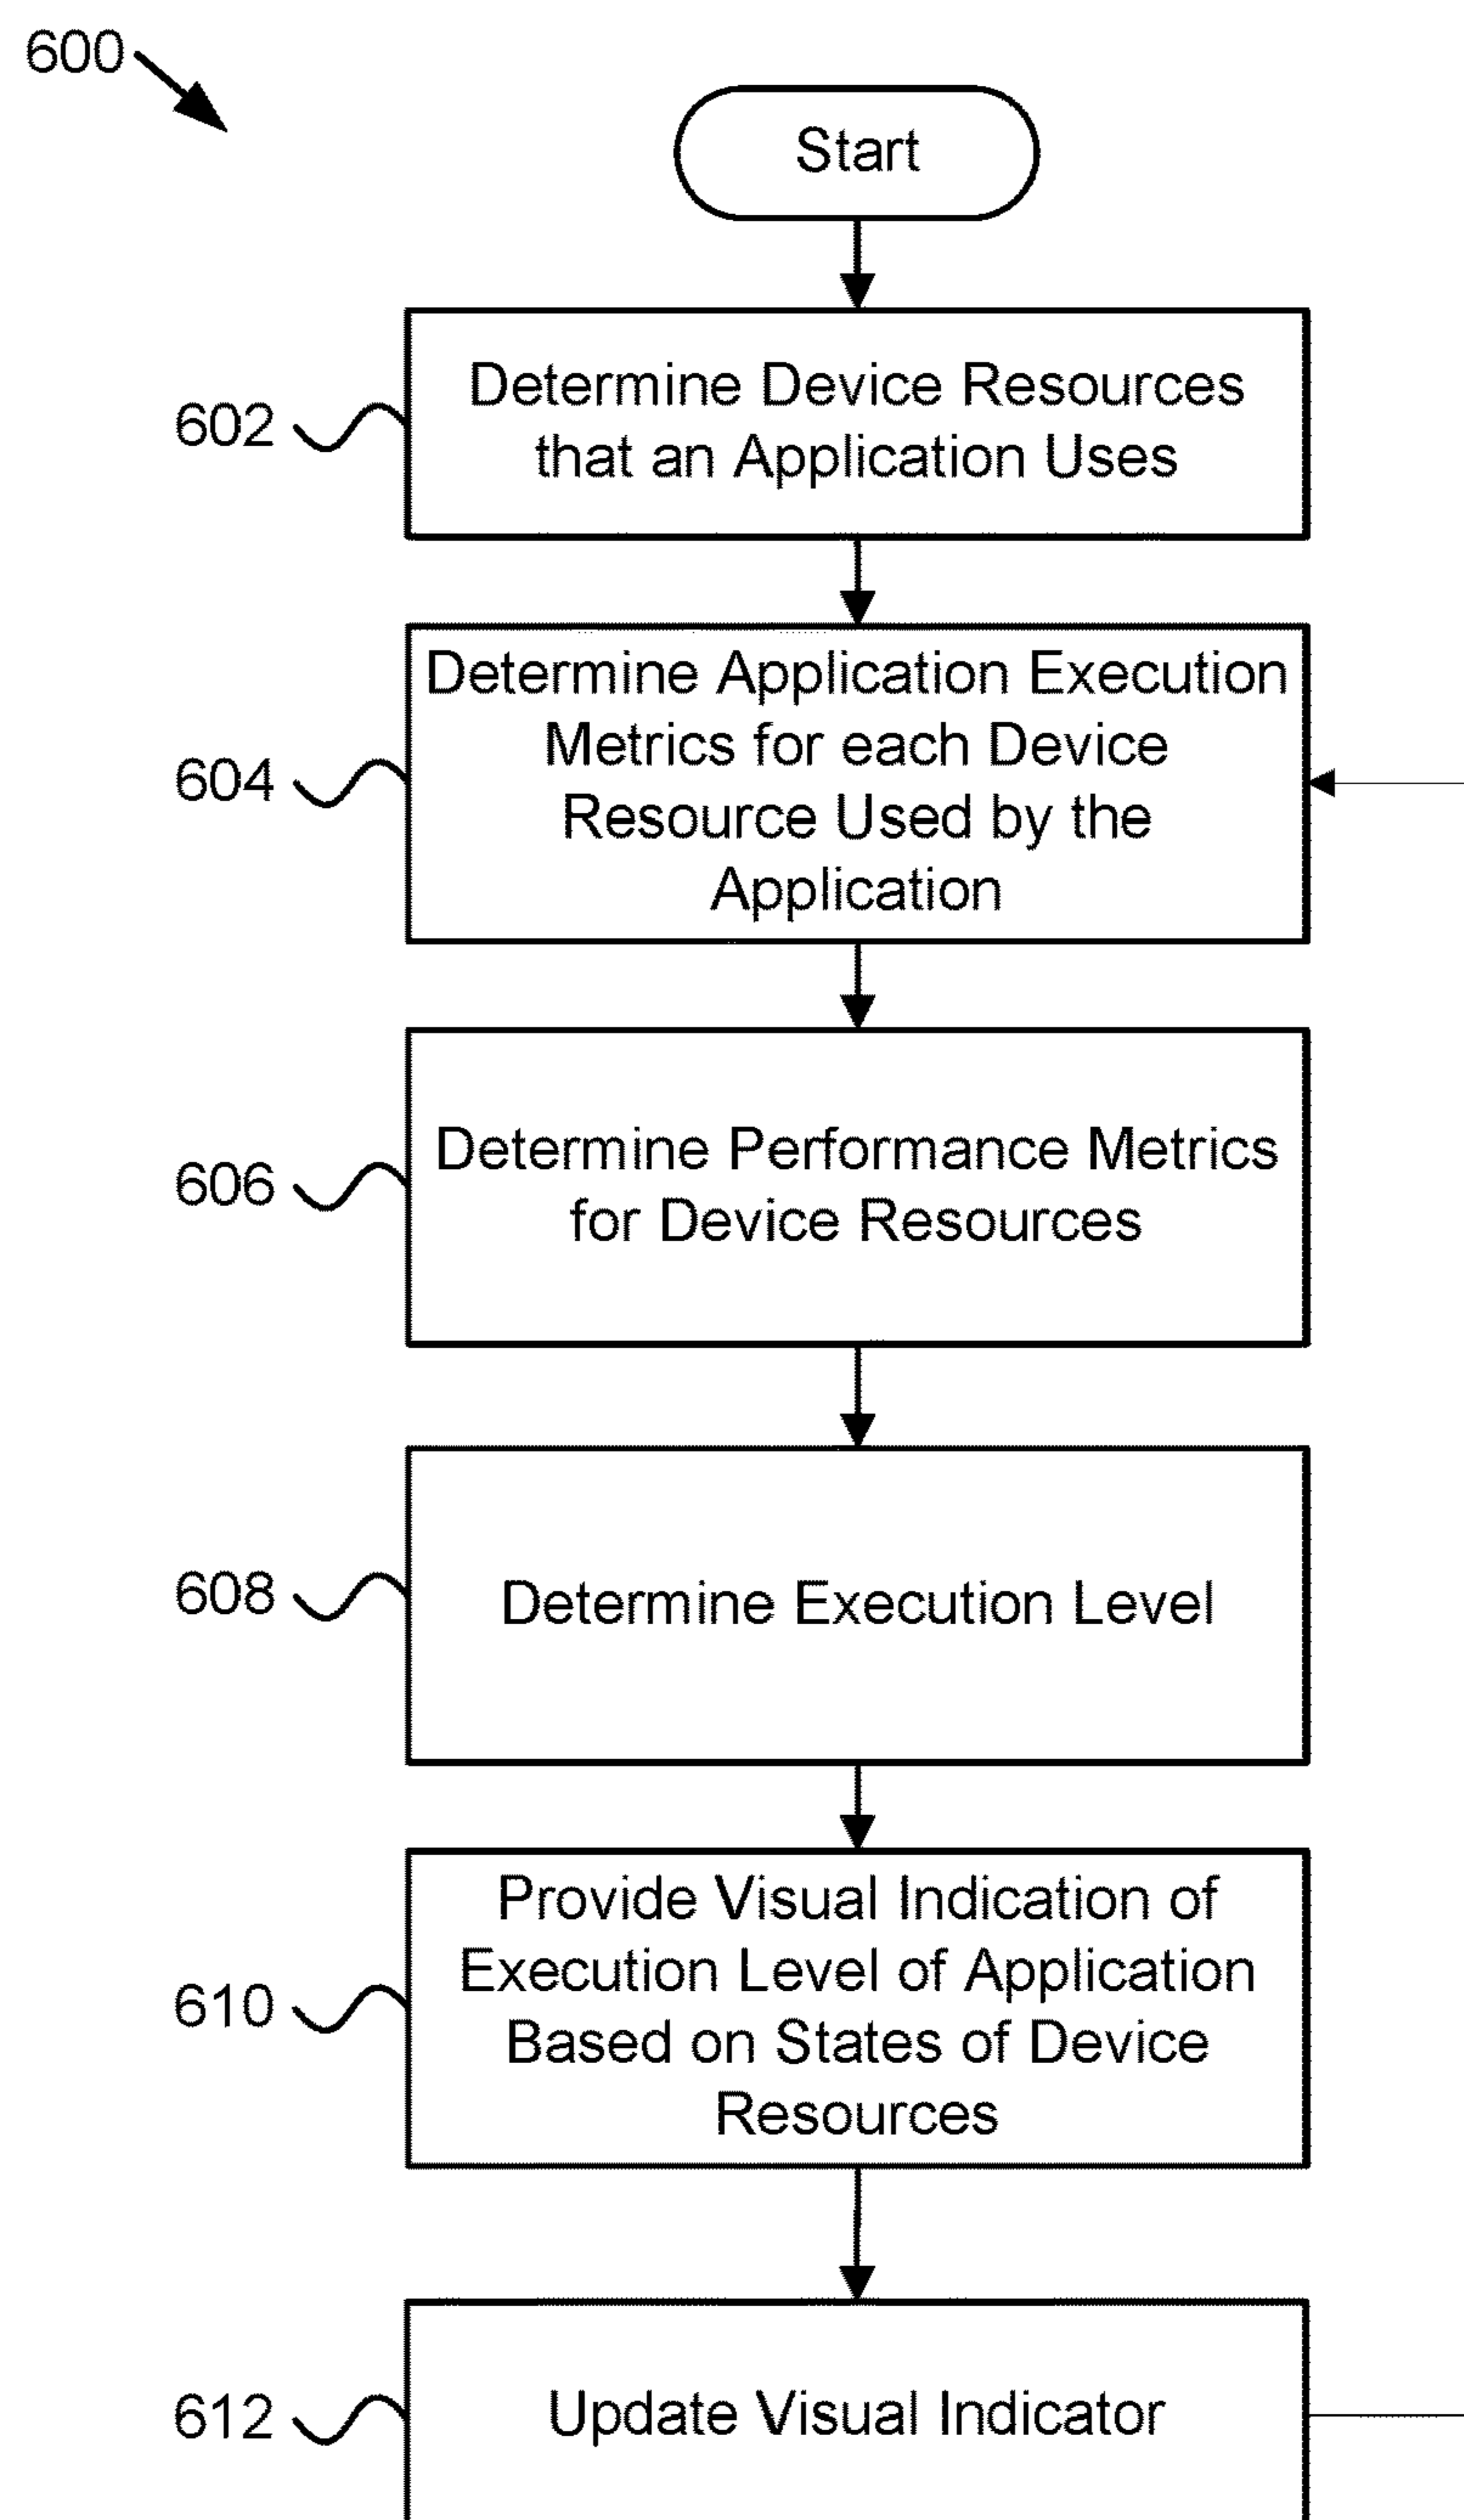 600
Start
602
Determine Device Resources
that an Application Uses
604
Determine Application Execution
Metrics for each Device
Resource Used by the
Application
606
Determine Performance Metrics
for Device Resources
608
Determine Execution Level
610
Provide Visual Indication of
Execution Level of Application
Based on States of Device
Resources
612
Update Visual Indicator